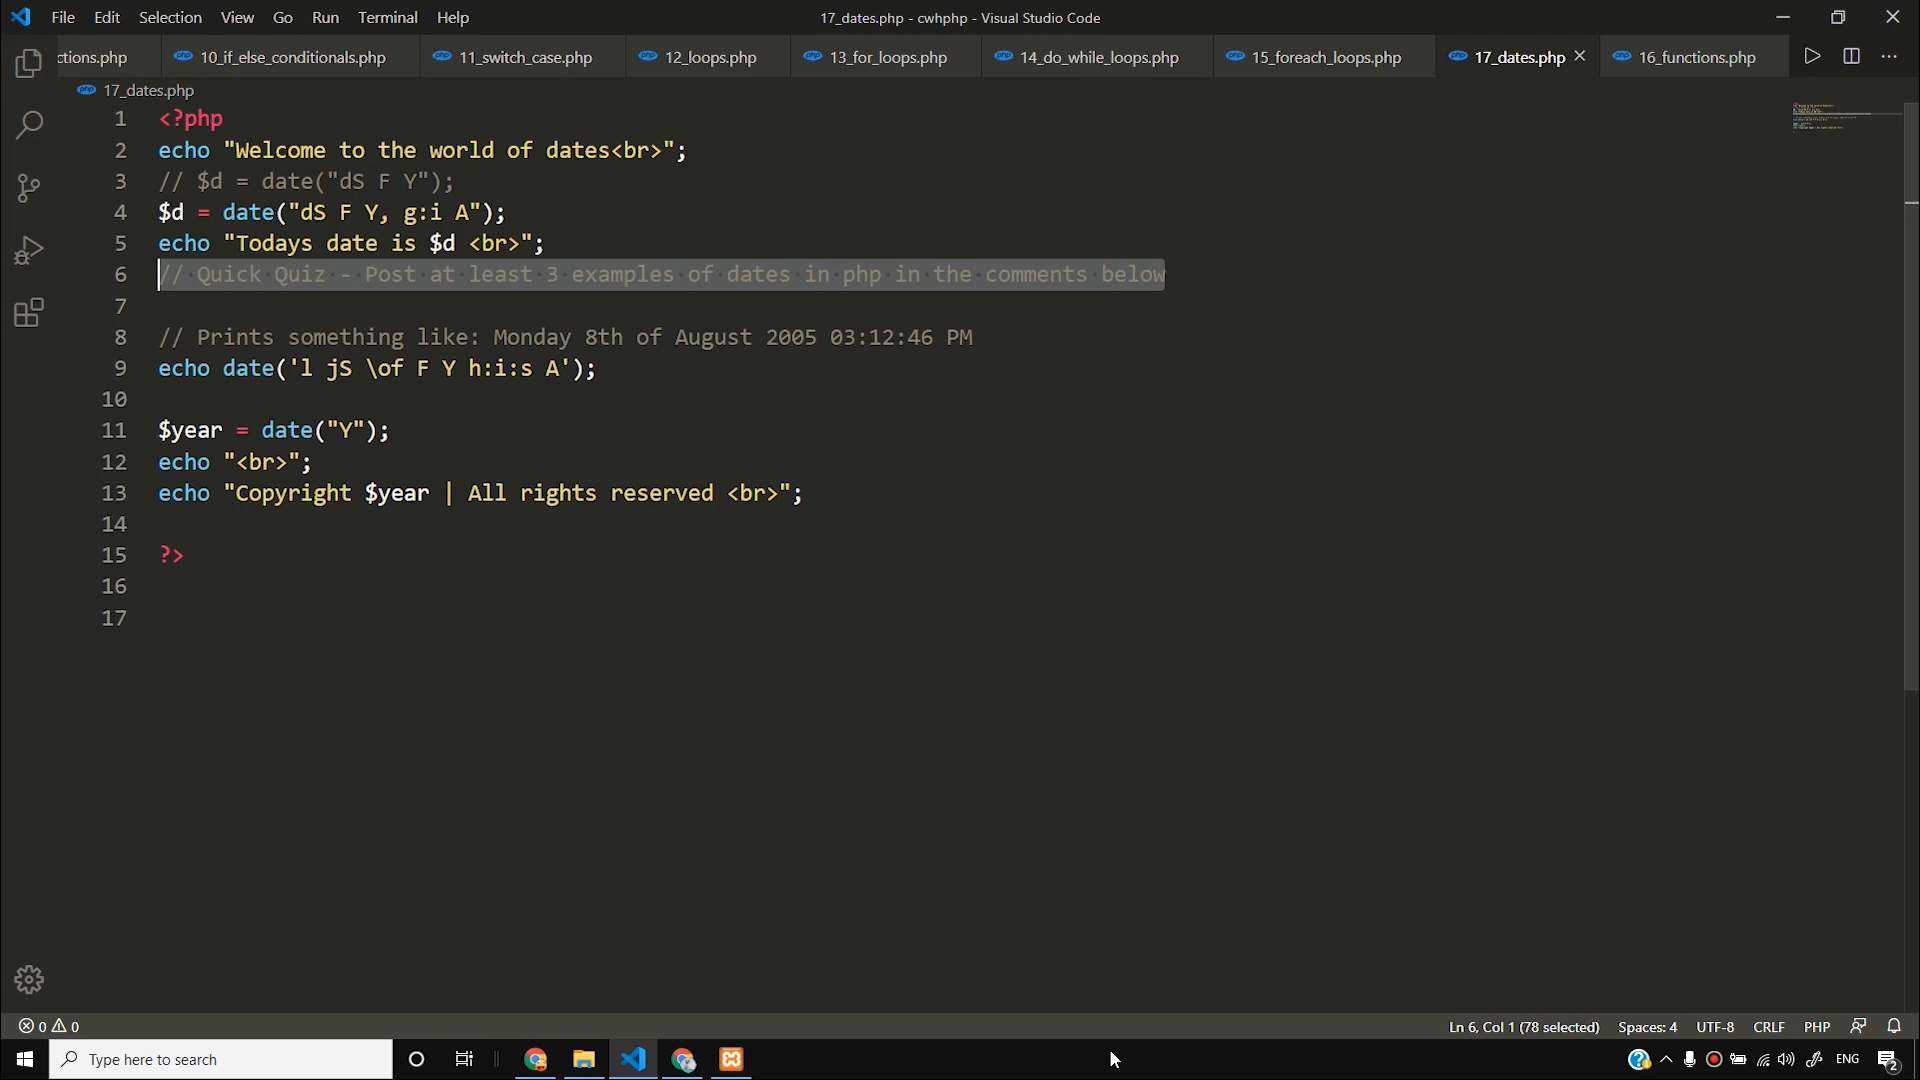 File Edit Selection View Go Run Terminal Help
17_dates.php - cwhphp - Visual Studio Code
ctions.php 10_if_else_conditionals.php 11_switch_case.php 12_loops.php 13_for_loops.php 14_do_while_loops.php 15_foreach_loops.php 17_dates.php 16_functions.php
17_dates.php
1 <?php
2 echo "Welcome to the world of dates<br>";
3 // $d = date("dS F Y");
4 $d = date("dS F Y, g:i A");
5 echo "Todays date is $d <br>";
6 // Quick Quiz - Post at least 3 examples of dates in php in the comments below
7
8 // Prints something like: Monday 8th of August 2005 03:12:46 PM
9 echo date('l jS \of F Y h:i:s A');
10
11 $year = date("Y");
12 echo "<br>";
13 echo "Copyright $year | All rights reserved <br>";
14
15 ?>
16
17
0 0
Ln 6, Col 1 (78 selected) Spaces: 4 UTF-8 CRLF PHP
Type here to search
ENG
2